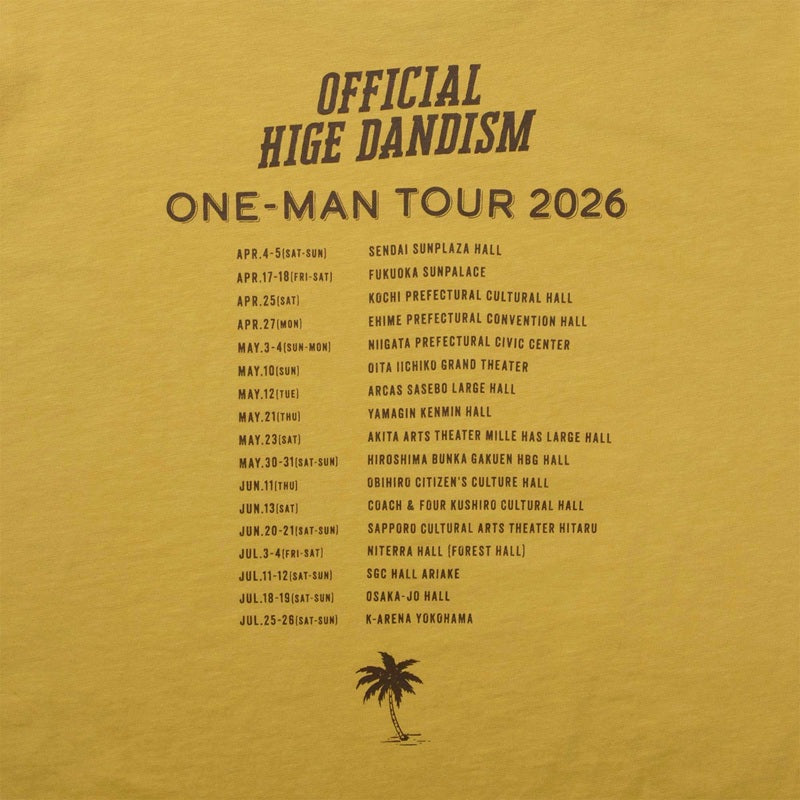 OFFICIAL
HIGE DANDISM
ONE-MAN TOUR 2026
APR.4-5(SAT-SUN) SENDAI SUNPLAZA HALL
APR.17-18(FRI-SAT) FUKUOKA SUNPALACE
APR.25(SAT) KOCHI PREFECTURAL CULTURAL HALL
APR.27(MON) EHIME PREFECTURAL CONVENTION HALL
MAY.3-4(SUN-MON) NIIGATA PREFECTURAL CIVIC CENTER
MAY.10(SUN) OITA IICHIKO GRAND THEATER
MAY.12(TUE) ARCAS SASEBO LARGE HALL
MAY.21(THU) YAMAGIN KENMIN HALL
MAY.23(SAT) AKITA ARTS THEATER MILLE HAS LARGE HALL
MAY.30-31(SAT-SUN) HIROSHIMA BUNKA GAKUEN HBG HALL
JUN.11(THU) OBIHIRO CITIZEN'S CULTURE HALL
JUN.13(SAT) COACH & FOUR KUSHIRO CULTURAL HALL
JUN.20-21(SAT-SUN) SAPPORO CULTURAL ARTS THEATER HITARU
JUL.3-4(FRI-SAT) NITERRA HALL (FOREST HALL)
JUL.11-12(SAT-SUN) SGC HALL ARIAKE
JUL.18-19(SAT-SUN) OSAKA-JO HALL
JUL.25-26(SAT-SUN) K-ARENA YOKOHAMA